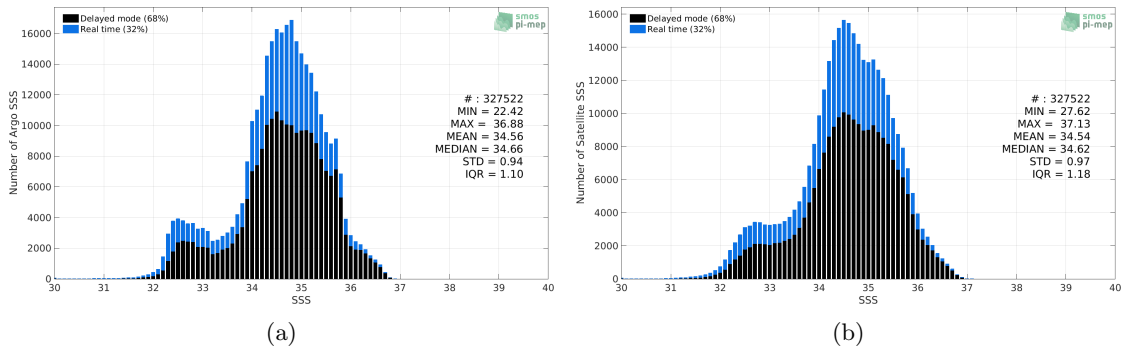 Delayed mode (68%)
Real time (32%)
smos
pi-mep
16000
14000
12000
10000
8000
6000
4000
2000
0
Number of Argo SSS
# : 327522
MIN = 22.42
MAX = 36.88
MEAN = 34.56
MEDIAN = 34.66
STD = 0.94
IQR = 1.10
30 31 32 33 34 35 36 37 38 39 40
SSS
(a)
Delayed mode (68%)
Real time (32%)
smos
pi-mep
16000
14000
12000
10000
8000
6000
4000
2000
0
Number of Satellite SSS
# : 327522
MIN = 27.62
MAX = 37.13
MEAN = 34.54
MEDIAN = 34.62
STD = 0.97
IQR = 1.18
30 31 32 33 34 35 36 37 38 39 40
SSS
(b)